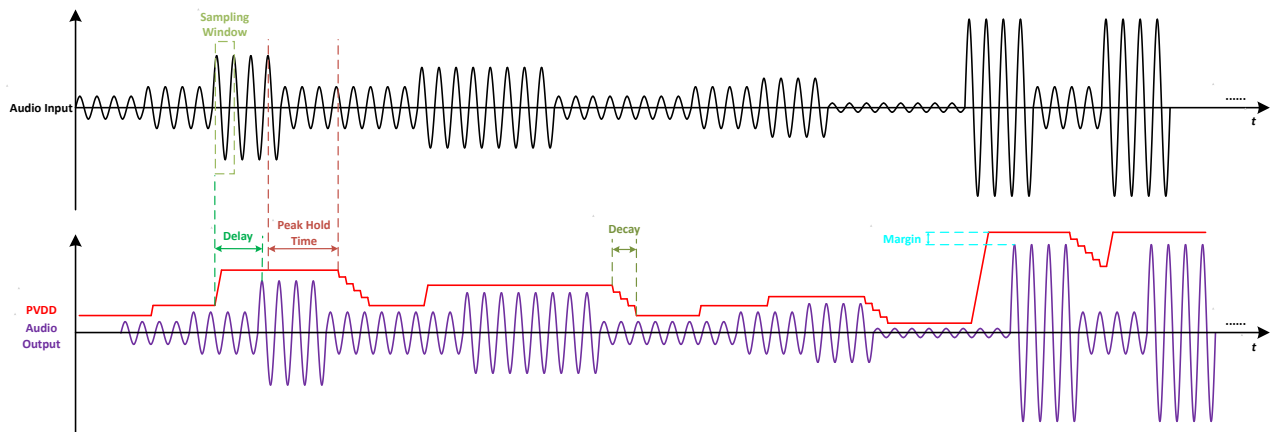 Sampling
Window
Audio Input
......
t
Delay
Peak Hold
Time
Decay
Margin
PVDD
Audio
Output
......
t